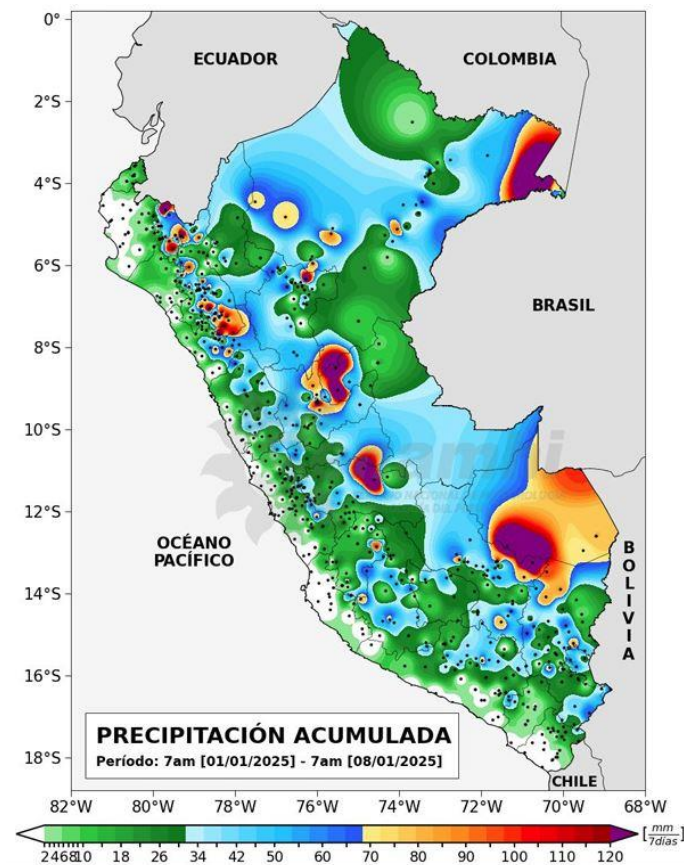 0°
ECUADOR
COLOMBIA
2°S
4°S
6°S
BRASIL
8°S
10°S
12°S
OCÉANO
PACÍFICO
BOLIVIA
14°S
16°S
PRECIPITACIÓN ACUMULADA
Período: 7am [01/01/2025] - 7am [08/01/2025]
18°S
CHILE
82°W 80°W 78°W 76°W 74°W 72°W 70°W 68°W
2 4 6 8 10 18 26 34 42 50 60 70 80 90 100 110 120 [mm/7días]